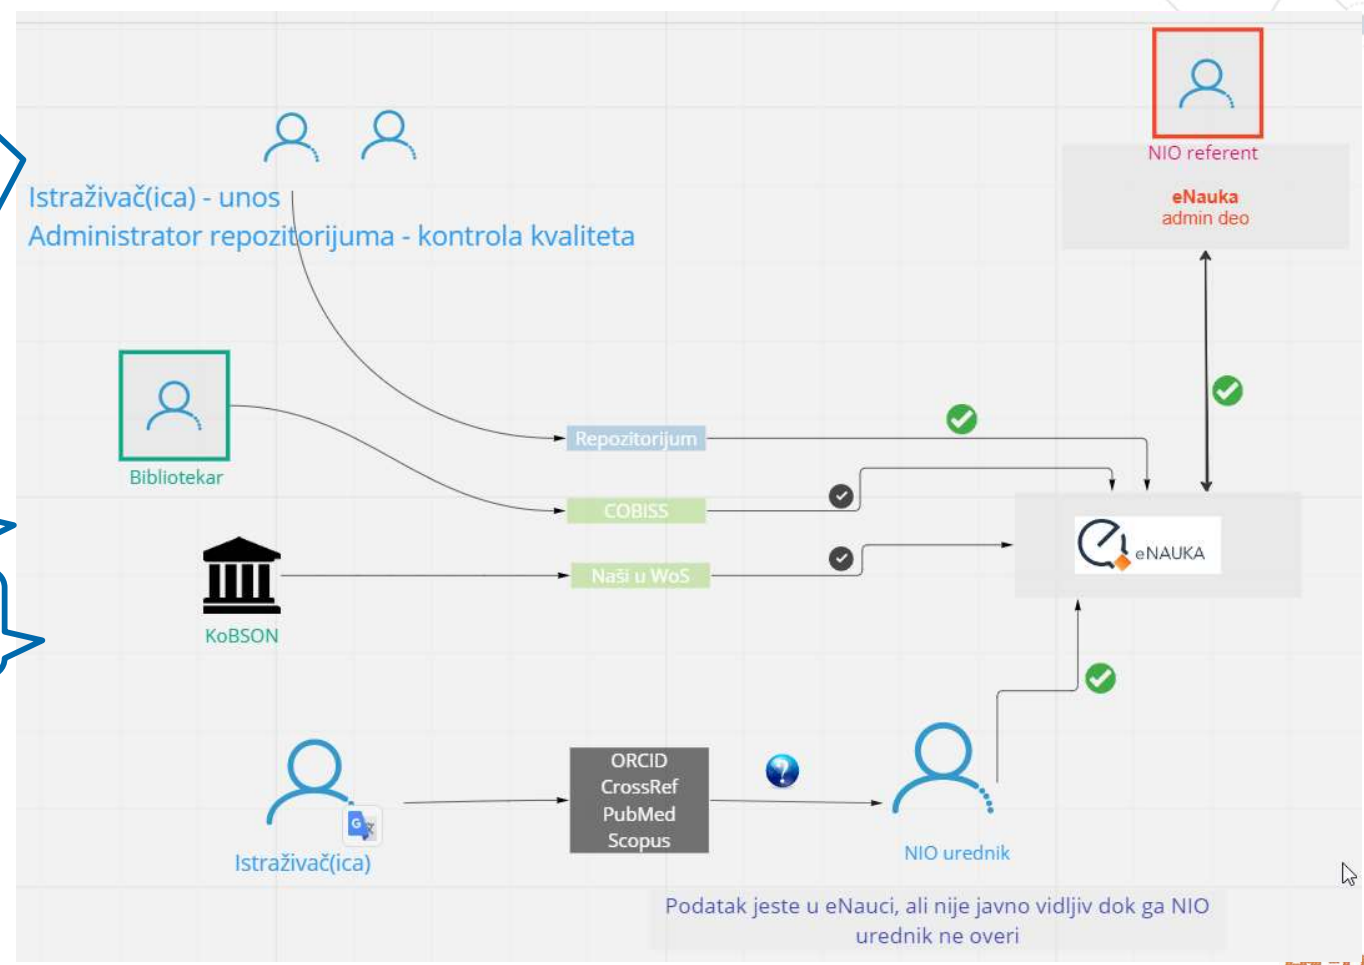 NIO referent
eNauka
admin deo
Istraživač(ica) - unos
Administrator repozitorijuma - kontrola kvaliteta
Bibliotekar
Repozitorijum
COBISS
Naši u WoS
eNAUKA
KoBSON
ORCID
CrossRef
PubMed
Scopus
G
Istraživač(ica)
NIO urednik
Podatak jeste u eNauci, ali nije javno vidljiv dok ga NIO
urednik ne overi